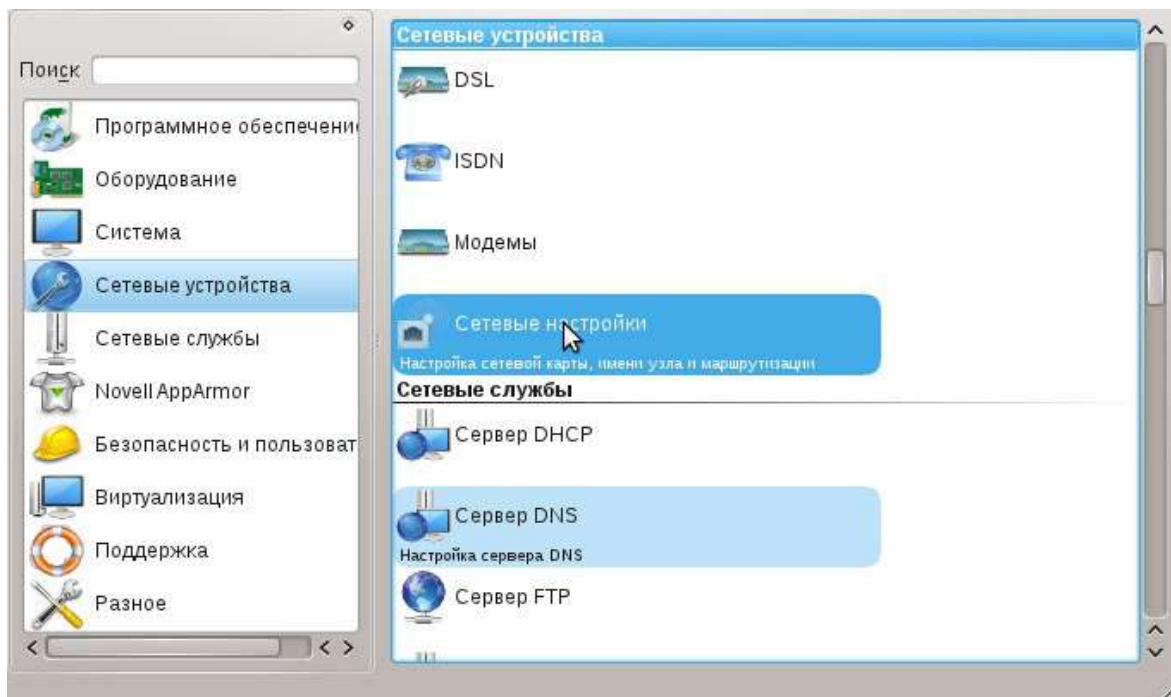 Поиск
Программное обеспечени
Оборудование
Система
Сетевые устройства
Сетевые службы
Novell AppArmor
Безопасность и пользоват
Виртуализация
Поддержка
Разное
Сетевые устройства
DSL
ISDN
Модемы
Сетевые настройки
Настройка сетевой карты, имени узла и маршрутизации
Сетевые службы
Сервер DHCP
Сервер DNS
Настройка сервера DNS
Сервер FTP